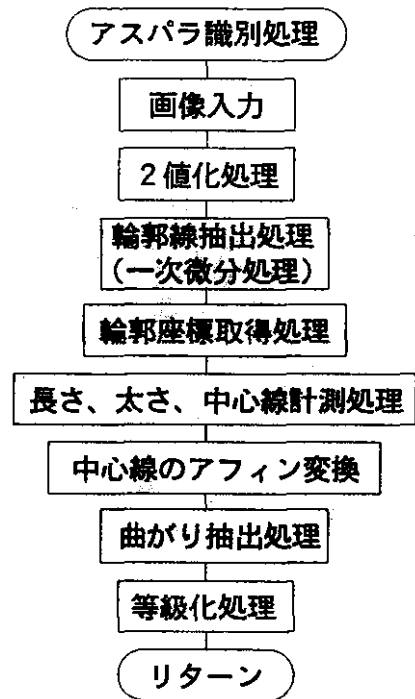 アスパラ識別処理
画像入力
２値化処理
輪郭線抽出処理
（一次微分処理）
輪郭座標取得処理
長さ、太さ、中心線計測処理
中心線のアフィン変換
曲がり抽出処理
等級化処理
リターン